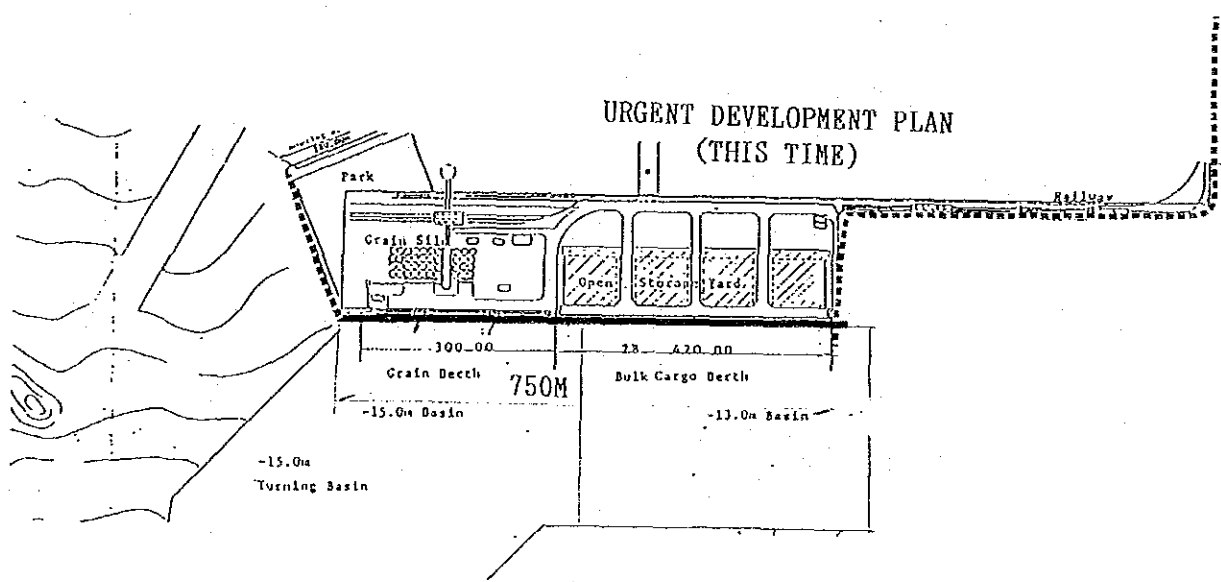 URGENT DEVELOPMENT PLAN
(THIS TIME)
Park
Railway
Grain Silo
Open Storage Yard
300.00
420.00
Grain Berth
750M
Bulk Cargo Berth
-15.0m Basin
-13.0m Basin
-15.0m
Turning Basin